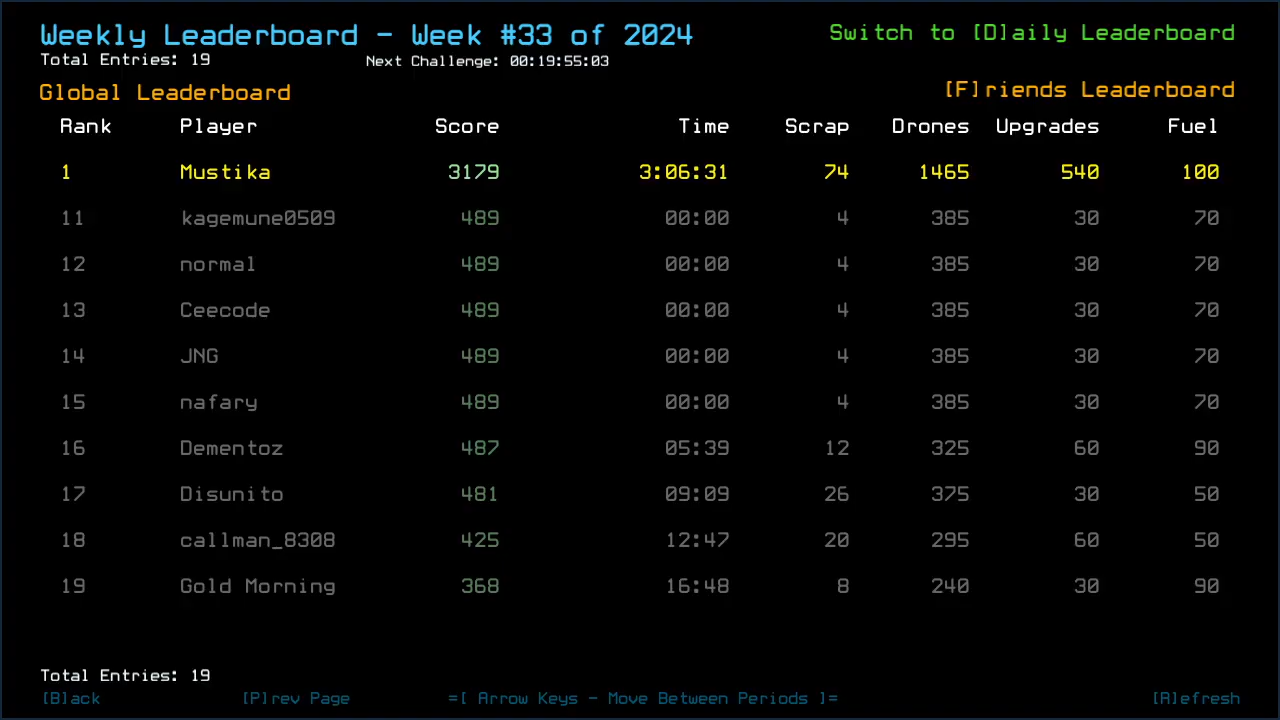 Weekly Leaderboard - Week #33 of 2024
Switch to [D]aily Leaderboard
Total Entries: 19
Next Challenge: 00:19:55:03
Global Leaderboard
[F]riends Leaderboard
Rank Player Score Time Scrap Drones Upgrades Fuel
1 Mustika 3179 3:06:31 74 1465 540 100
11 kagemune0509 489 00:00 4 385 30 70
12 normal 489 00:00 4 385 30 70
13 Ceecode 489 00:00 4 385 30 70
14 JNG 489 00:00 4 385 30 70
15 nafary 489 00:00 4 385 30 70
16 Dementoz 487 05:39 12 325 60 90
17 Disunito 481 09:09 26 375 30 50
18 callman_8308 425 12:47 20 295 60 50
19 Gold Morning 368 16:48 8 240 30 90
Total Entries: 19
[B]ack [P]rev Page =[ Arrow Keys - Move Between Periods ]= [R]efresh